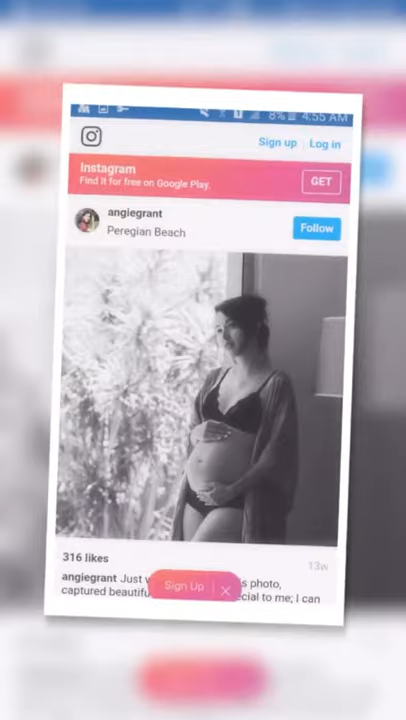 8% 4:55 AM
Sign up Log in
Instagram
Find it for free on Google Play.
GET
angiegrant
Peregian Beach
Follow
316 likes
13w
angiegrant Just s photo,
captured beautifu ecial to me; I can
Sign Up